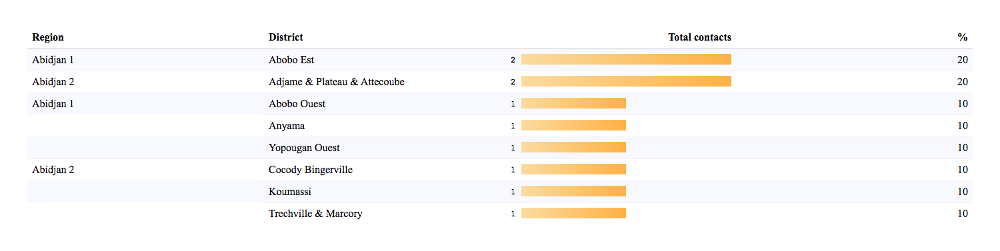 Region District Total contacts %
Abidjan 1 Abobo Est 2 20
Abidjan 2 Adjame & Plateau & Attecoube 2 20
Abidjan 1 Abobo Ouest 1 10
Anyama 1 10
Yopougan Ouest 1 10
Abidjan 2 Cocody Bingerville 1 10
Koumassi 1 10
Trechville & Marcory 1 10